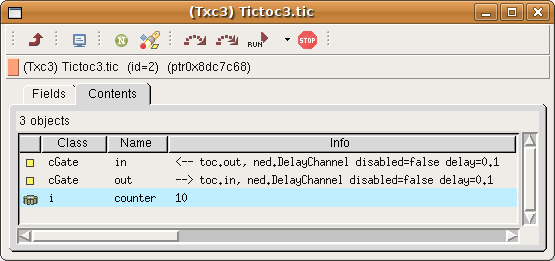 (Txc3) Tictoc3.tic
N
RUN
STOP
(Txc3) Tictoc3.tic (id=2) (ptr0x8dc7c68)
Fields Contents
3 objects
Class Name Info
cGate in <-- toc.out, ned.DelayChannel disabled=false delay=0.1
cGate out --> toc.in, ned.DelayChannel disabled=false delay=0.1
i counter 10